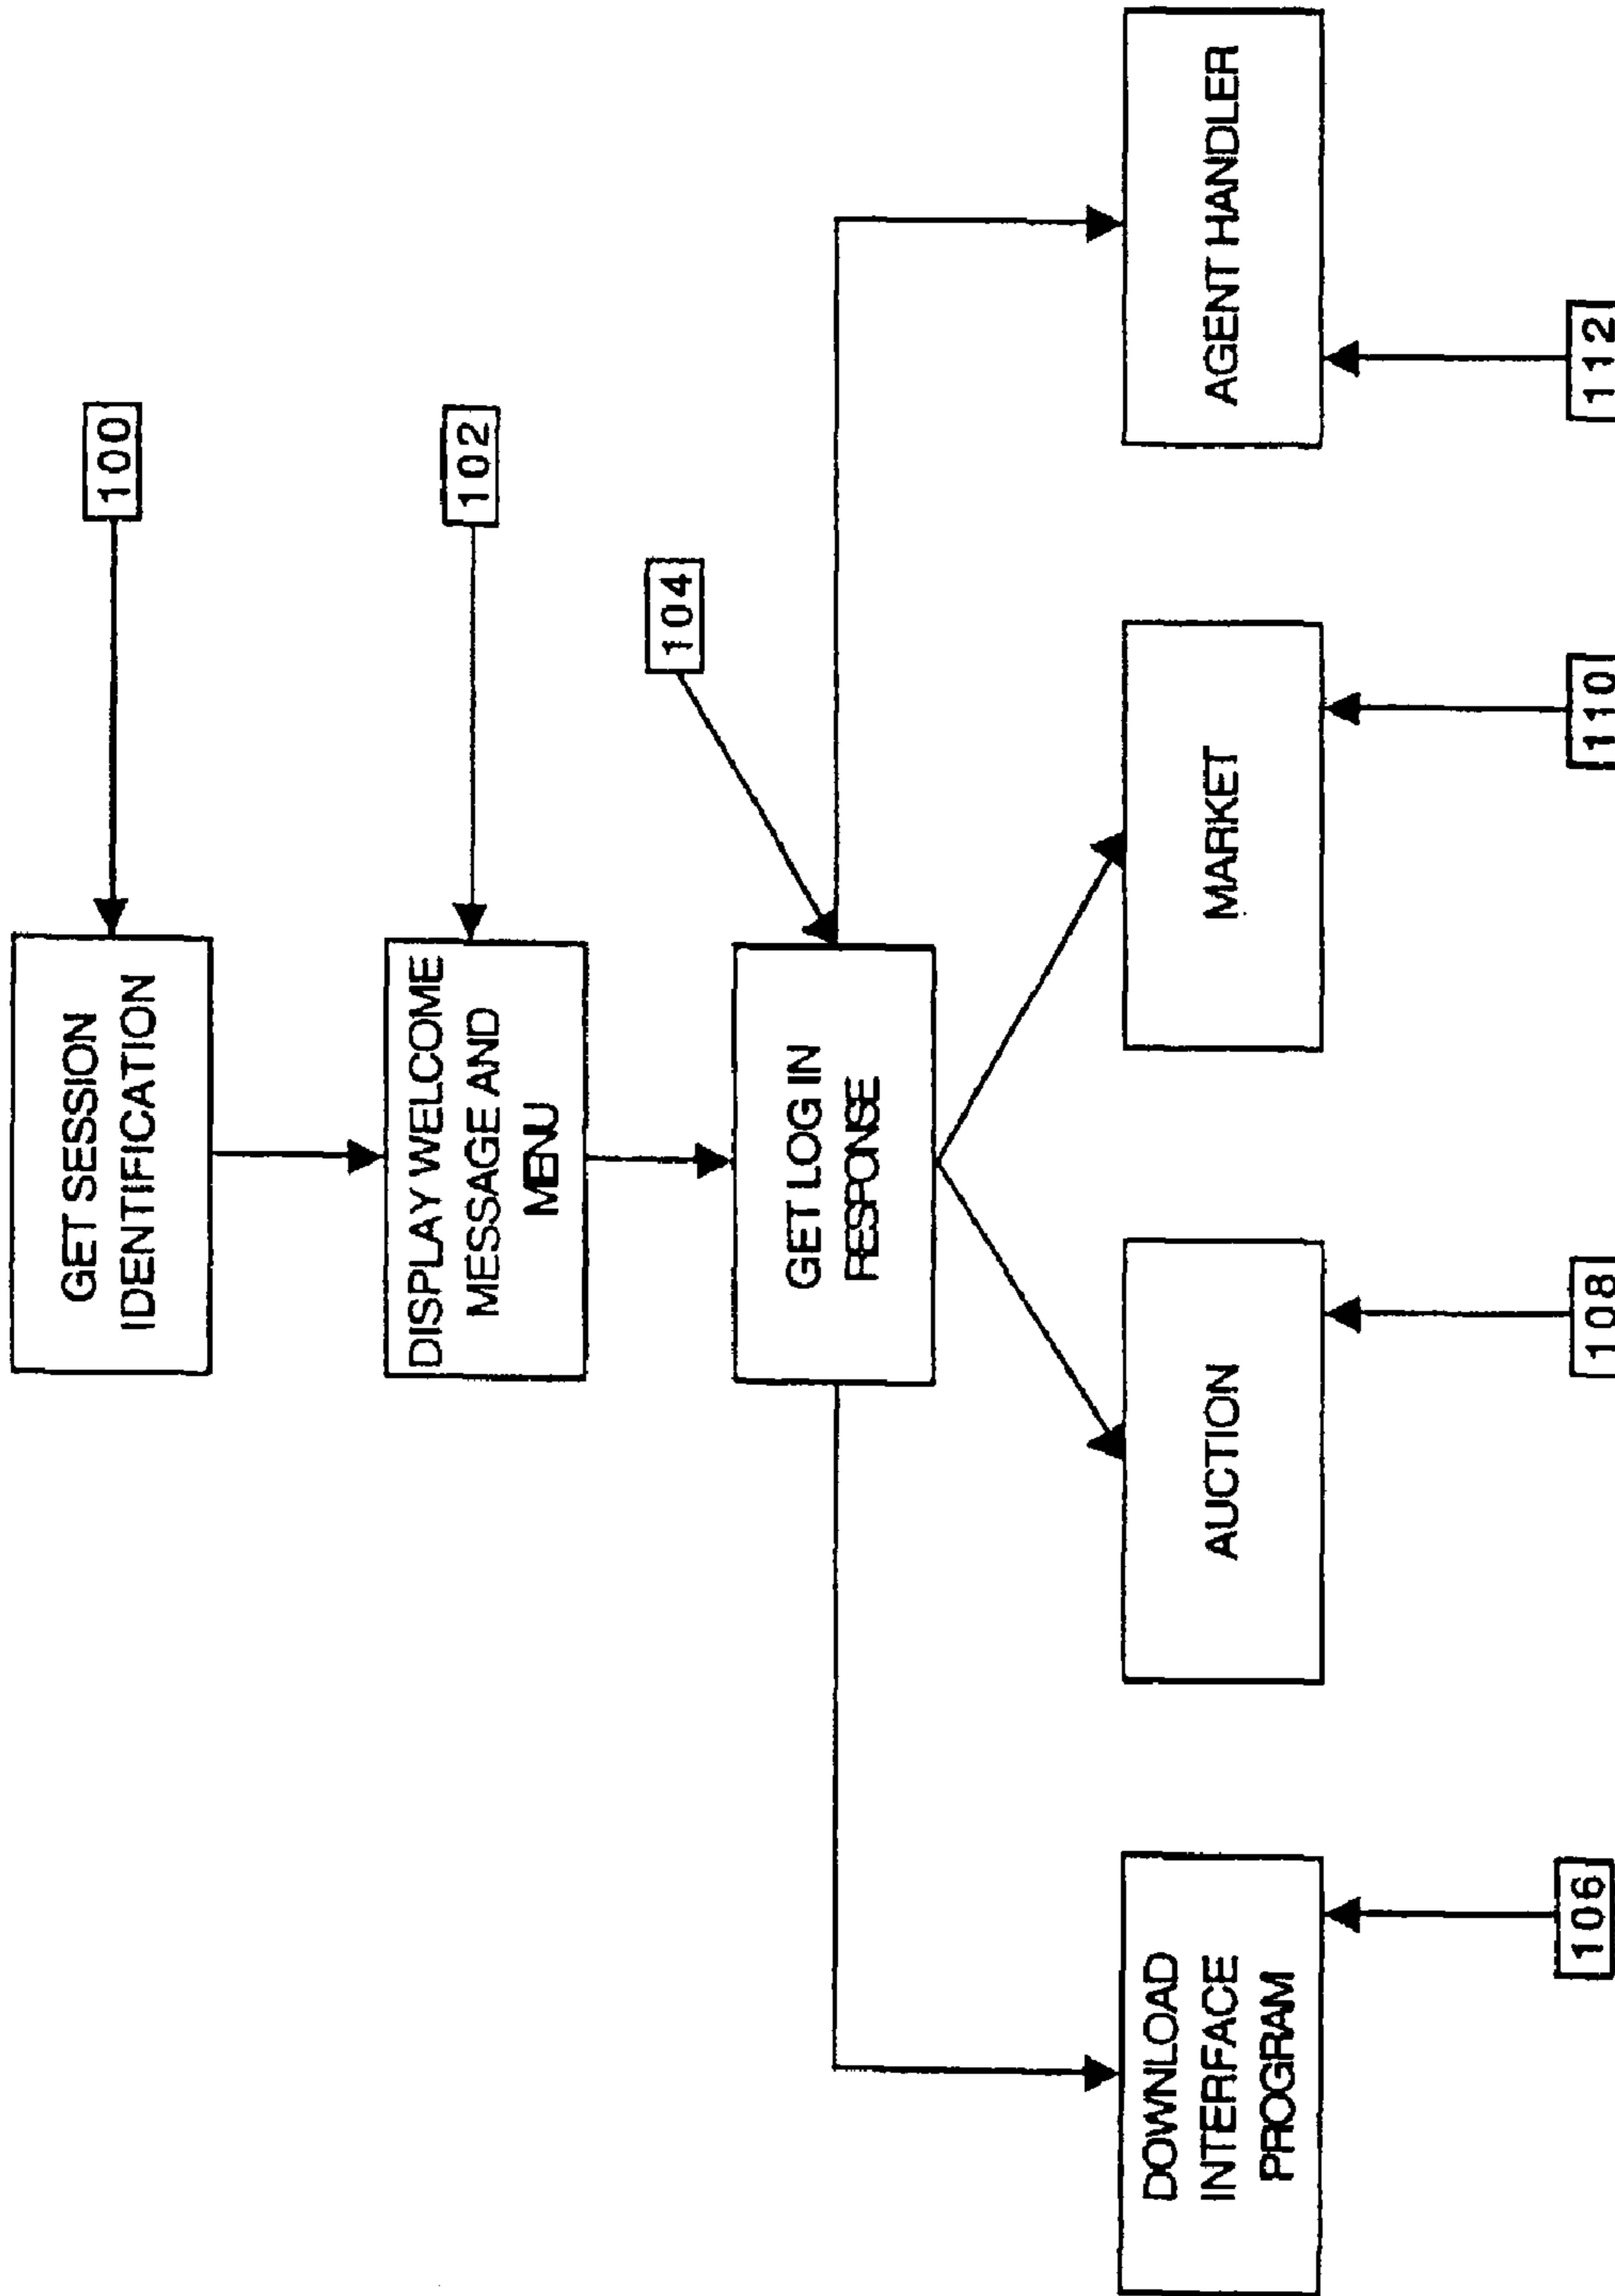 GET SESSION
IDENTIFICATION
100
DISPLAY WELCOME
MESSAGE AND
MENU
102
GET LOG IN
RESPONSE
104
DOWNLOAD
INTERFACE
PROGRAM
AUCTION
MARKET
AGENT HANDLER
106
108
110
112